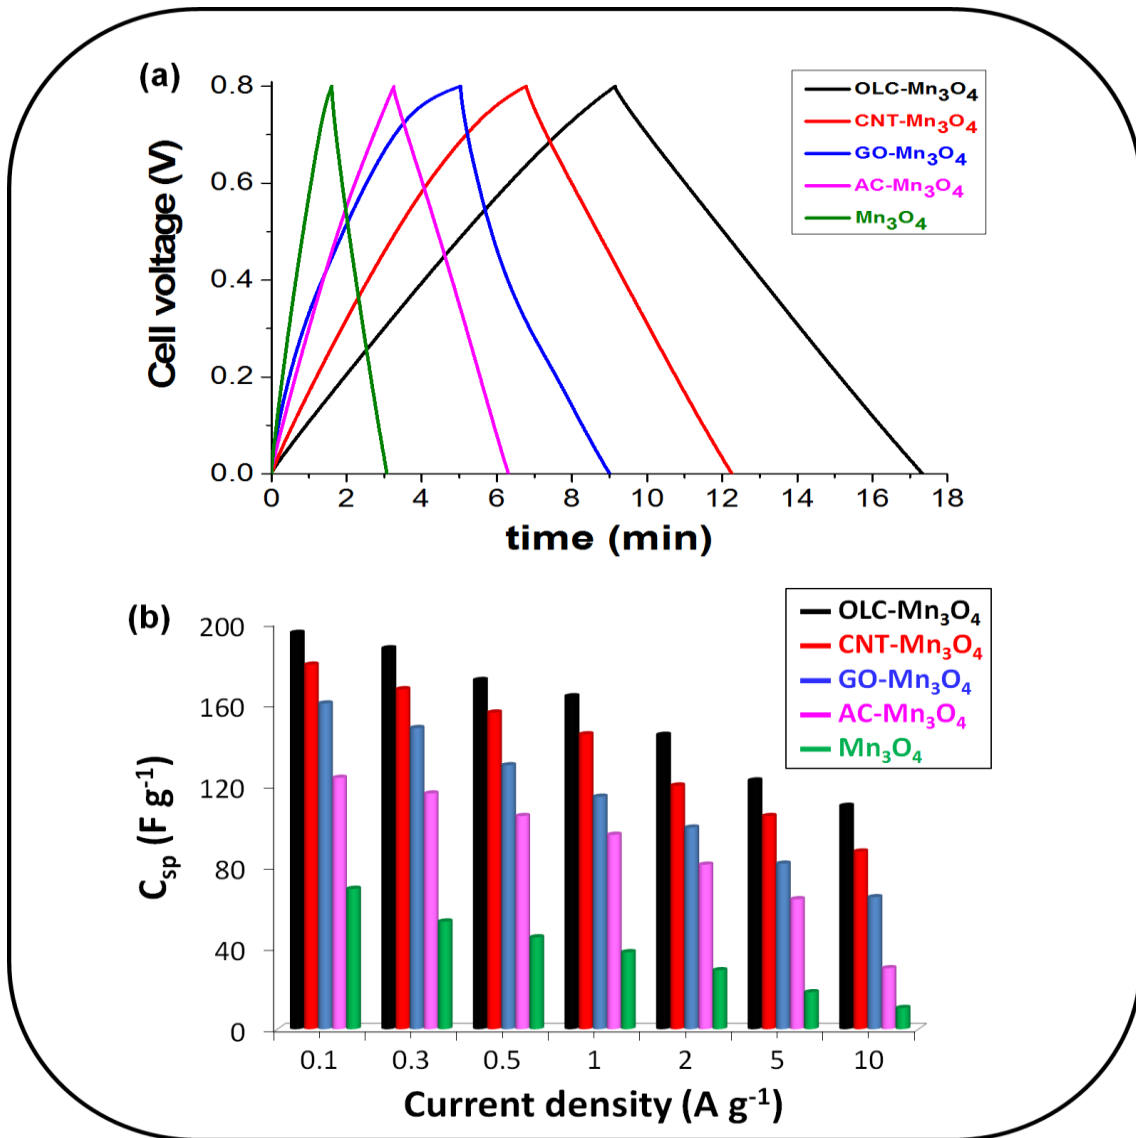 (a)
OLC-Mn₃O₄
CNT-Mn₃O₄
GO-Mn₃O₄
AC-Mn₃O₄
Mn₃O₄
Cell voltage (V)
0.8
0.6
0.4
0.2
0.0
0 2 4 6 8 10 12 14 16 18
time (min)
(b)
OLC-Mn₃O₄
CNT-Mn₃O₄
GO-Mn₃O₄
AC-Mn₃O₄
Mn₃O₄
Cₛₚ (F g⁻¹)
200
160
120
80
40
0
0.1 0.3 0.5 1 2 5 10
Current density (A g⁻¹)